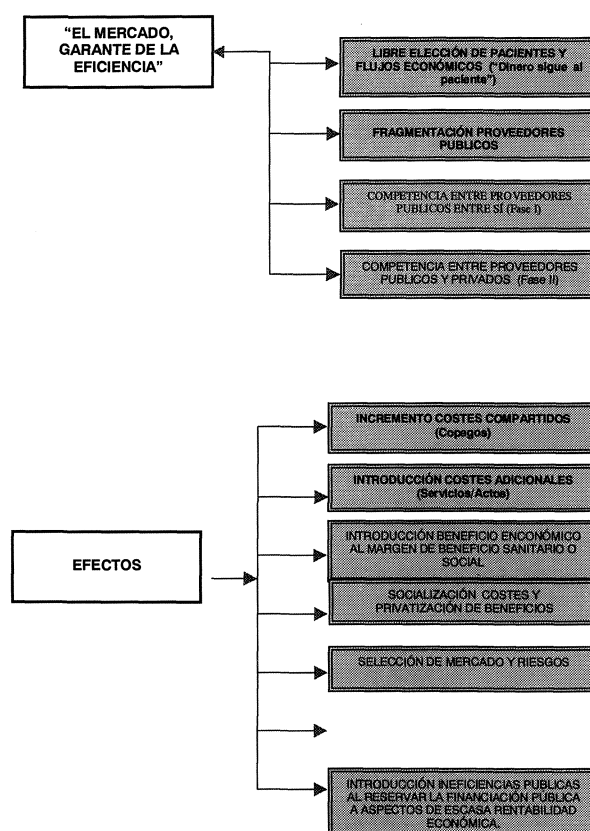 “EL MERCADO,
GARANTE DE LA
EFICIENCIA”
LIBRE ELECCIÓN DE PACIENTES Y
FLUJOS ECONÓMICOS (“Dinero sigue al
paciente”)
FRAGMENTACIÓN PROVEEDORES
PUBLICOS
COMPETENCIA ENTRE PROVEEDORES
PUBLICOS ENTRE SÍ (Fase I)
COMPETENCIA ENTRE PROVEEDORES
PUBLICOS Y PRIVADOS (Fase II)
EFECTOS
INCREMENTO COSTES COMPARTIDOS
(Copagos)
INTRODUCCIÓN COSTES ADICIONALES
(Servicios/Actos)
INTRODUCCIÓN BENEFICIO ENCONÓMICO
AL MARGEN DE BENEFICIO SANITARIO O
SOCIAL
SOCIALIZACIÓN COSTES Y
PRIVATIZACIÓN DE BENEFICIOS
SELECCIÓN DE MERCADO Y RIESGOS
INTRODUCCIÓN INEFICIENCIAS PUBLICAS
AL RESERVAR LA FINANCIACIÓN PÚBLICA
A ASPECTOS DE ESCASA RENTABILIDAD
ECONÓMICA.